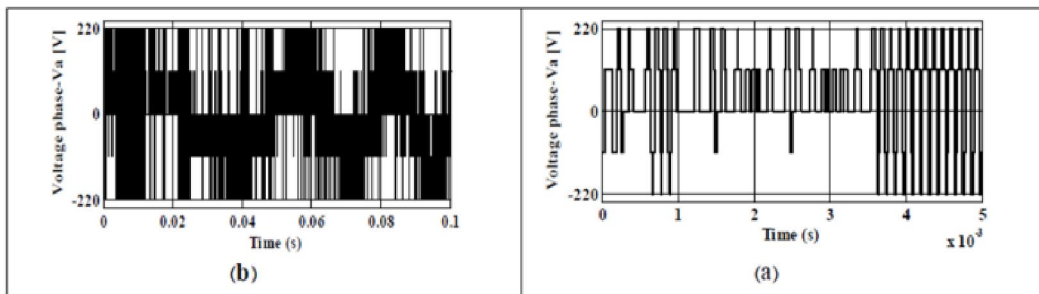 Voltage phase-Va [V]
220
0
-220
0
0.02
0.04
0.06
0.08
0.1
Time (s)
(b)
Voltage phase-Va [V]
220
0
-220
0
1
2
3
4
5
Time (s)
x 10⁻³
(a)